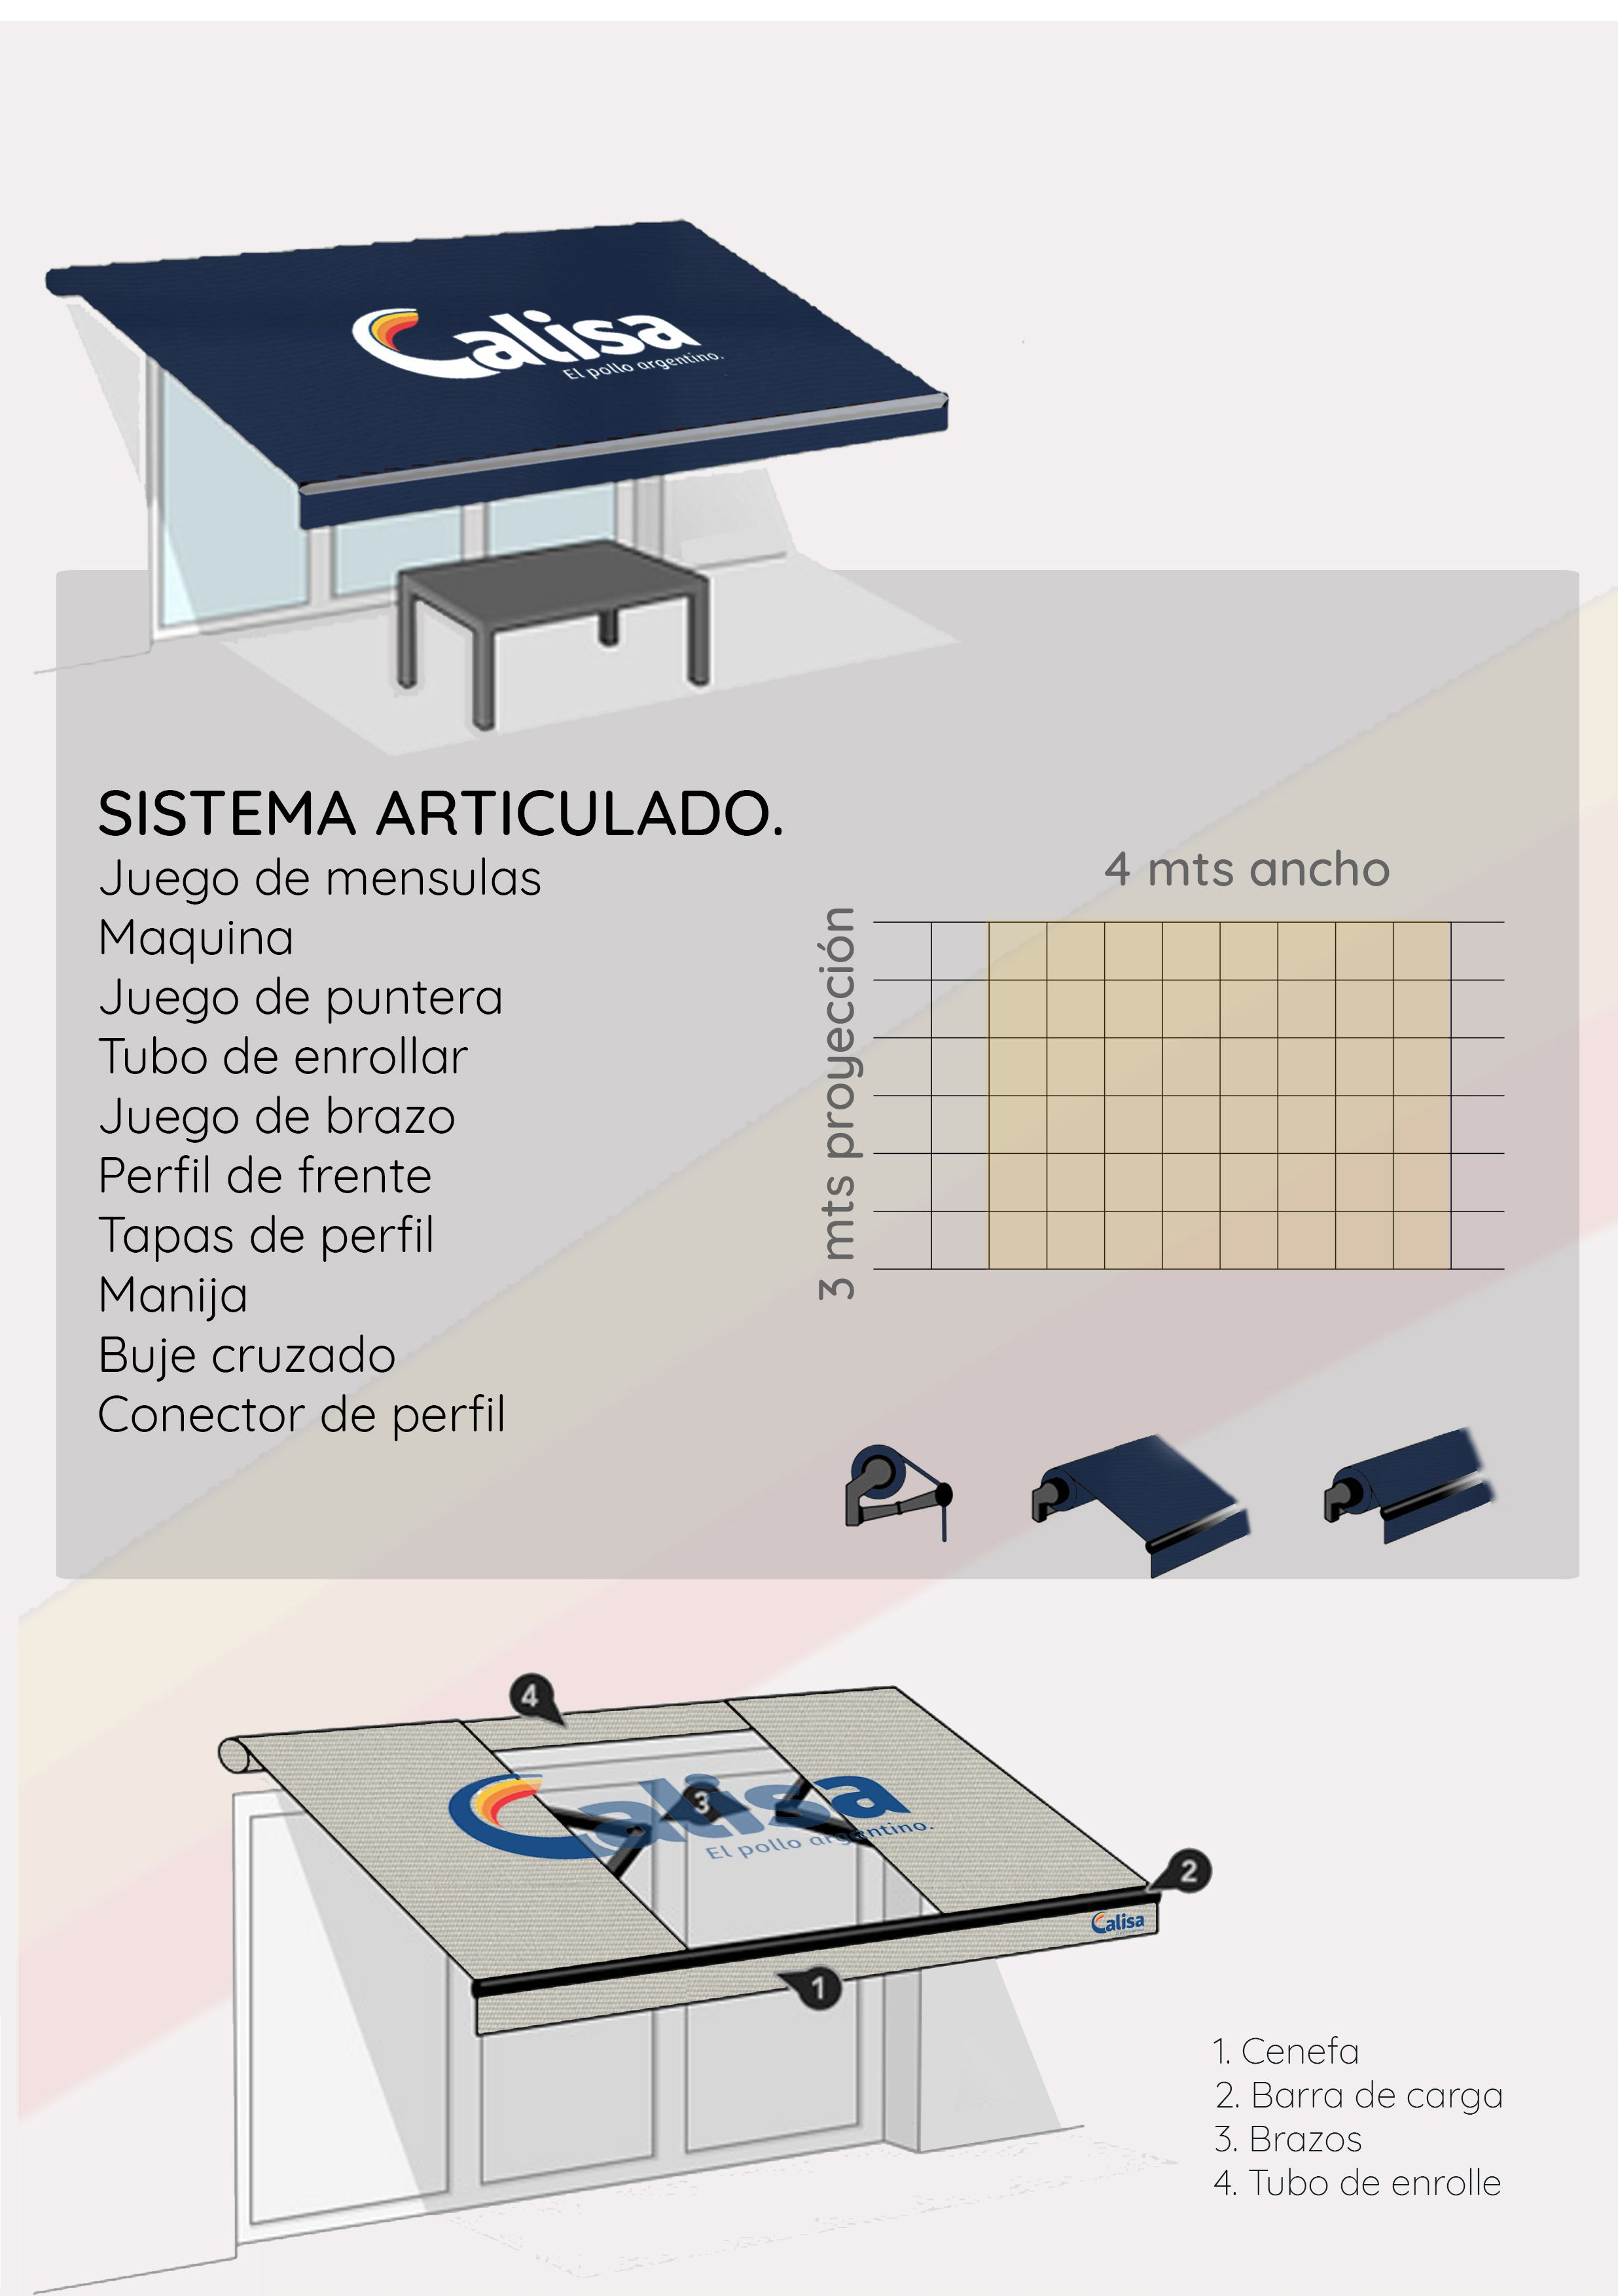 Calisa
El pollo argentino.
SISTEMA ARTICULADO.
Juego de mensulas
Maquina
Juego de puntera
Tubo de enrollar
Juego de brazo
Perfil de frente
Tapas de perfil
Manija
Buje cruzado
Conector de perfil
4 mts ancho
3 mts proyección
4
3
Calisa
El pollo argentino.
2
Calisa
1
1. Cenefa
2. Barra de carga
3. Brazos
4. Tubo de enrolle